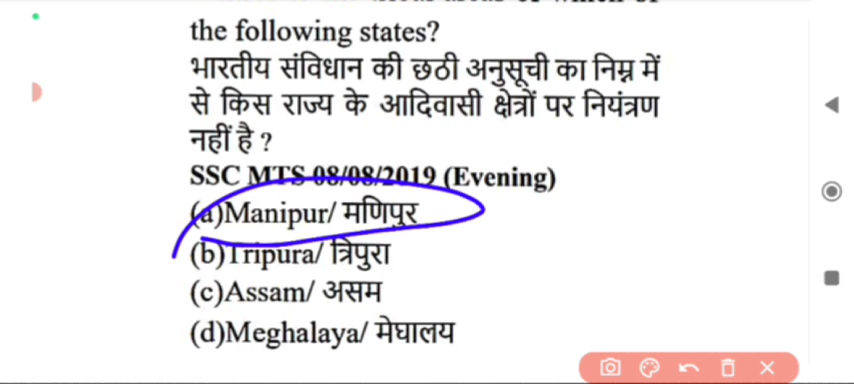 the following states?
भारतीय संविधान की छठी अनुसूची का निम्न में
से किस राज्य के आदिवासी क्षेत्रों पर नियंत्रण
नहीं है ?
SSC MTS 08/08/2019 (Evening)
(a)Manipur/ मणिपुर
(b)Tripura/ त्रिपुरा
(c)Assam/ असम
(d)Meghalaya/ मेघालय